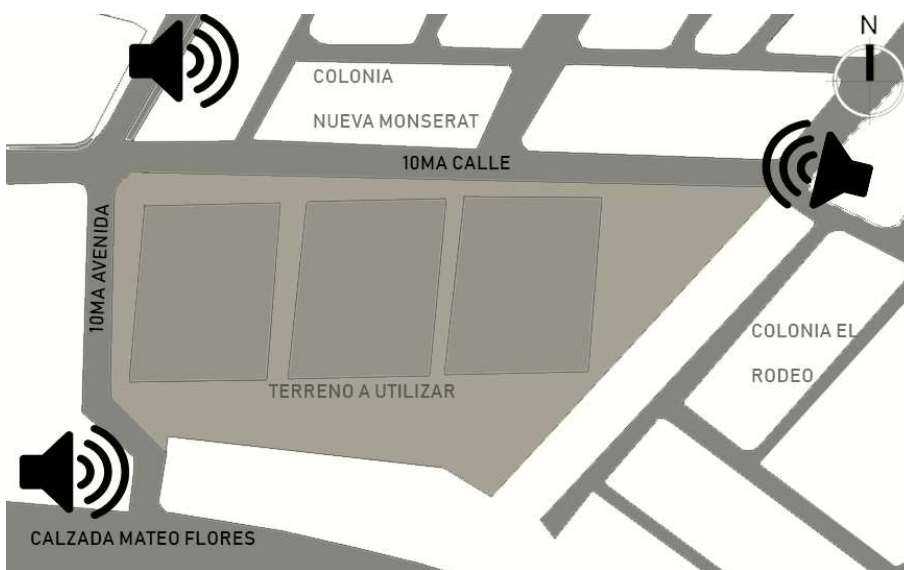 N
COLONIA
NUEVA MONSERAT
10MA CALLE
10MA AVENIDA
COLONIA EL
RODEO
TERRENO A UTILIZAR
CALZADA MATEO FLORES